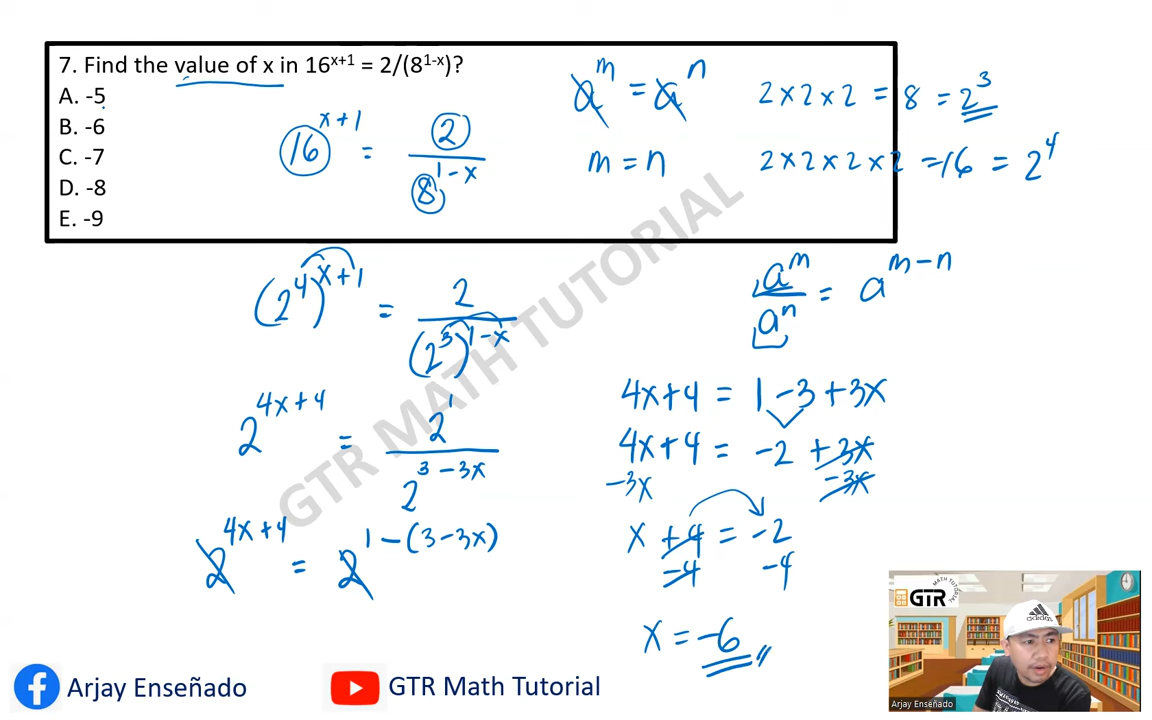 7. Find the value of x in 16^{x+1} = 2/(8^{1-x})?
A. -5
B. -6
C. -7
D. -8
E. -9
16^{x+1} = 2 / 8^{1-x}
a^m = a^n
m = n
2 × 2 × 2 = 8 = 2^3
2 × 2 × 2 × 2 = 16 = 2^4
(2^4)^{x+1} = 2 / (2^3)^{1-x}
2^{4x+4} = 2^1 / 2^{3-3x}
2^{4x+4} = 2^{1-(3-3x)}
a^m / a^n = a^{m-n}
4x+4 = 1 - 3 + 3x
4x+4 = -2 + 3x
-3x -3x
x + 4 = -2
-4 -4
x = -6
GTR MATH TUTORIAL
Arjay Enseñado
GTR Math Tutorial
GTR
MATH TUTORIAL
Arjay Enseñado
adidas